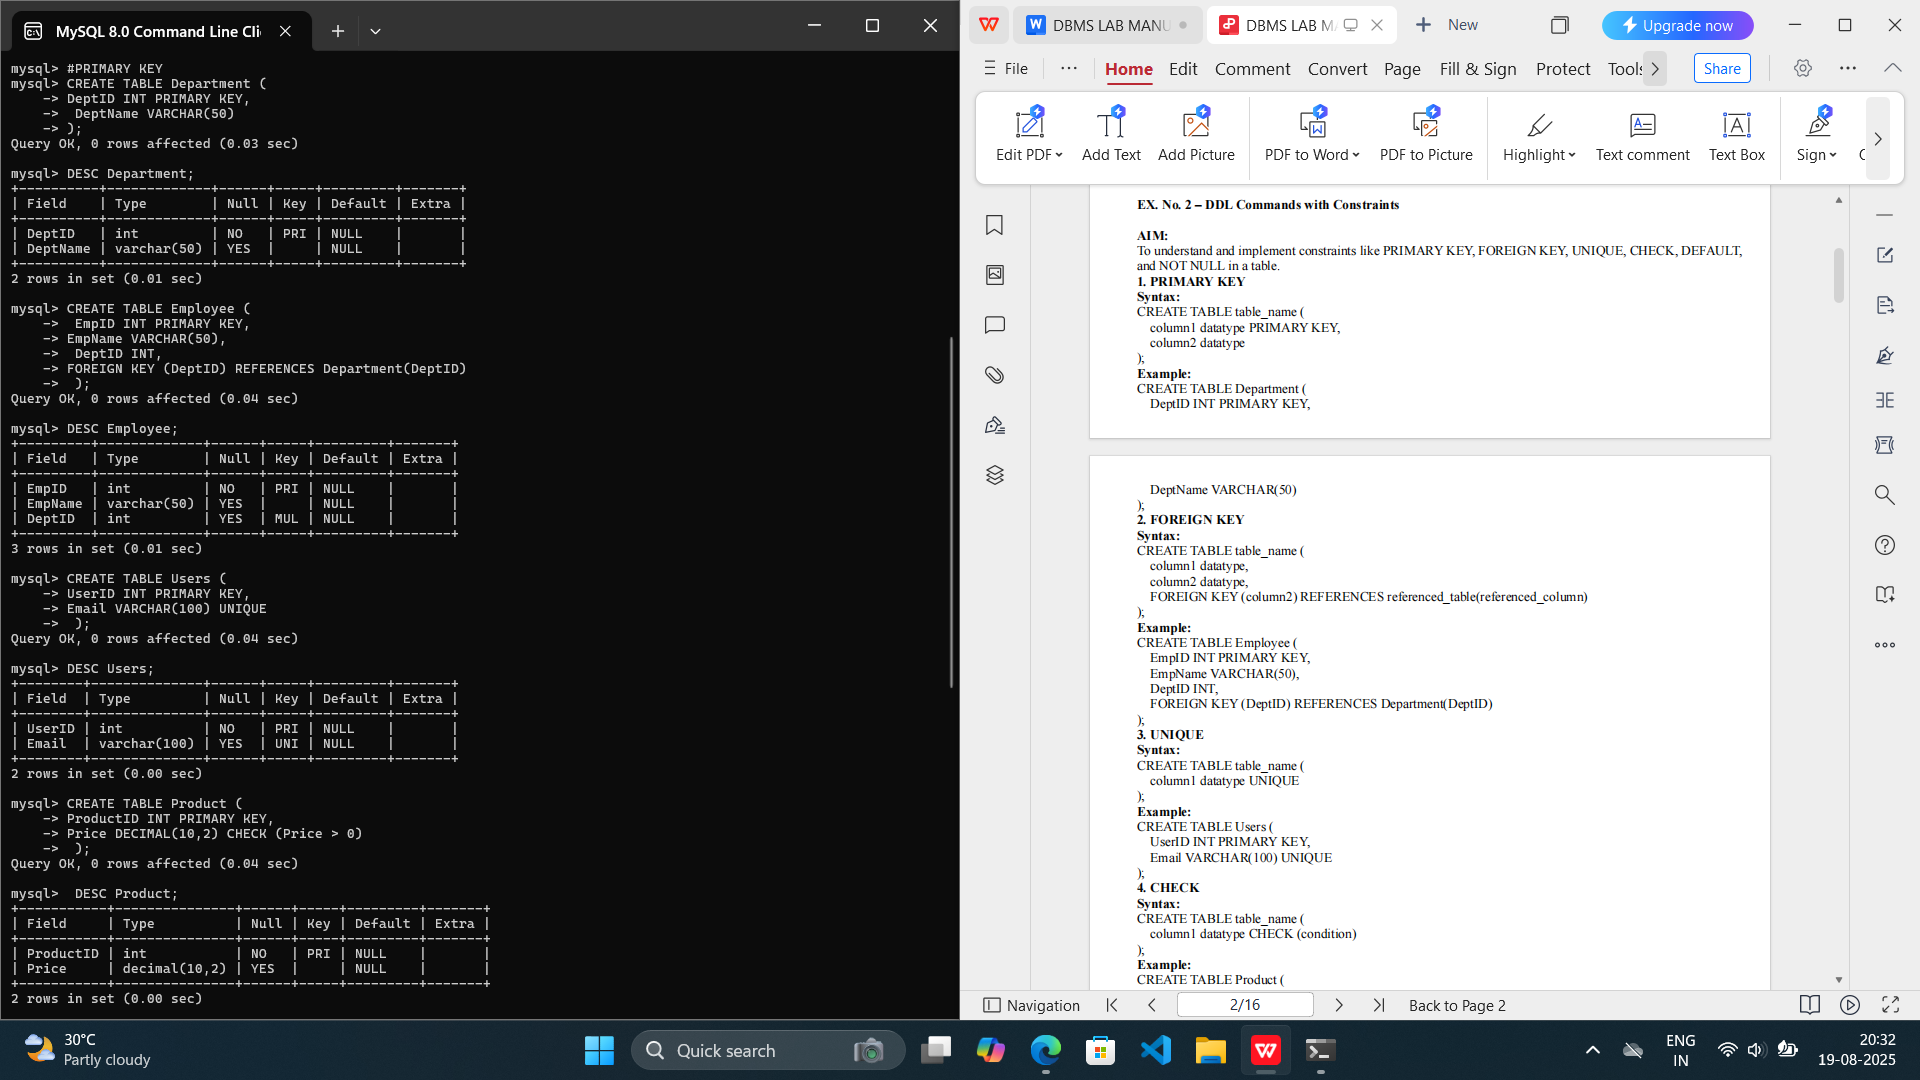 MySQL 8.0 Command Line Cli
mysql> #PRIMARY KEY
mysql> CREATE TABLE Department (
    -> DeptID INT PRIMARY KEY,
    ->  DeptName VARCHAR(50)
    -> );
Query OK, 0 rows affected (0.03 sec)
mysql> DESC Department;
+----------+-------------+------+-----+---------+-------+
| Field    | Type        | Null | Key | Default | Extra |
+----------+-------------+------+-----+---------+-------+
| DeptID   | int         | NO   | PRI | NULL    |       |
| DeptName | varchar(50) | YES  |     | NULL    |       |
+----------+-------------+------+-----+---------+-------+
2 rows in set (0.01 sec)
mysql> CREATE TABLE Employee (
    ->  EmpID INT PRIMARY KEY,
    -> EmpName VARCHAR(50),
    ->  DeptID INT,
    -> FOREIGN KEY (DeptID) REFERENCES Department(DeptID)
    ->  );
Query OK, 0 rows affected (0.04 sec)
mysql> DESC Employee;
+---------+-------------+------+-----+---------+-------+
| Field   | Type        | Null | Key | Default | Extra |
+---------+-------------+------+-----+---------+-------+
| EmpID   | int         | NO   | PRI | NULL    |       |
| EmpName | varchar(50) | YES  |     | NULL    |       |
| DeptID  | int         | YES  | MUL | NULL    |       |
+---------+-------------+------+-----+---------+-------+
3 rows in set (0.01 sec)
mysql> CREATE TABLE Users (
    -> UserID INT PRIMARY KEY,
    -> Email VARCHAR(100) UNIQUE
    ->  );
Query OK, 0 rows affected (0.04 sec)
mysql> DESC Users;
+--------+--------------+------+-----+---------+-------+
| Field  | Type         | Null | Key | Default | Extra |
+--------+--------------+------+-----+---------+-------+
| UserID | int          | NO   | PRI | NULL    |       |
| Email  | varchar(100) | YES  | UNI | NULL    |       |
+--------+--------------+------+-----+---------+-------+
2 rows in set (0.00 sec)
mysql> CREATE TABLE Product (
    -> ProductID INT PRIMARY KEY,
    -> Price DECIMAL(10,2) CHECK (Price > 0)
    ->  );
Query OK, 0 rows affected (0.04 sec)
mysql>  DESC Product;
+-----------+---------------+------+-----+---------+-------+
| Field     | Type          | Null | Key | Default | Extra |
+-----------+---------------+------+-----+---------+-------+
| ProductID | int           | NO   | PRI | NULL    |       |
| Price     | decimal(10,2) | YES  |     | NULL    |       |
+-----------+---------------+------+-----+---------+-------+
2 rows in set (0.00 sec)
DBMS LAB MANU
DBMS LAB MA
New
Upgrade now
File
Home Edit Comment Convert Page Fill & Sign Protect Tools
Share
Edit PDF Add Text Add Picture PDF to Word PDF to Picture Highlight Text comment Text Box Sign
EX. No. 2 – DDL Commands with Constraints
AIM:
To understand and implement constraints like PRIMARY KEY, FOREIGN KEY, UNIQUE, CHECK, DEFAULT,
and NOT NULL in a table.
1. PRIMARY KEY
Syntax:
CREATE TABLE table_name (
column1 datatype PRIMARY KEY,
column2 datatype
);
Example:
CREATE TABLE Department (
DeptID INT PRIMARY KEY,
DeptName VARCHAR(50)
);
2. FOREIGN KEY
Syntax:
CREATE TABLE table_name (
column1 datatype,
column2 datatype,
FOREIGN KEY (column2) REFERENCES referenced_table(referenced_column)
);
Example:
CREATE TABLE Employee (
EmpID INT PRIMARY KEY,
EmpName VARCHAR(50),
DeptID INT,
FOREIGN KEY (DeptID) REFERENCES Department(DeptID)
);
3. UNIQUE
Syntax:
CREATE TABLE table_name (
column1 datatype UNIQUE
);
Example:
CREATE TABLE Users (
UserID INT PRIMARY KEY,
Email VARCHAR(100) UNIQUE
);
4. CHECK
Syntax:
CREATE TABLE table_name (
column1 datatype CHECK (condition)
);
Example:
CREATE TABLE Product (
Navigation
2/16
Back to Page 2
30°C
Partly cloudy
Quick search
ENG
IN
20:32
19-08-2025